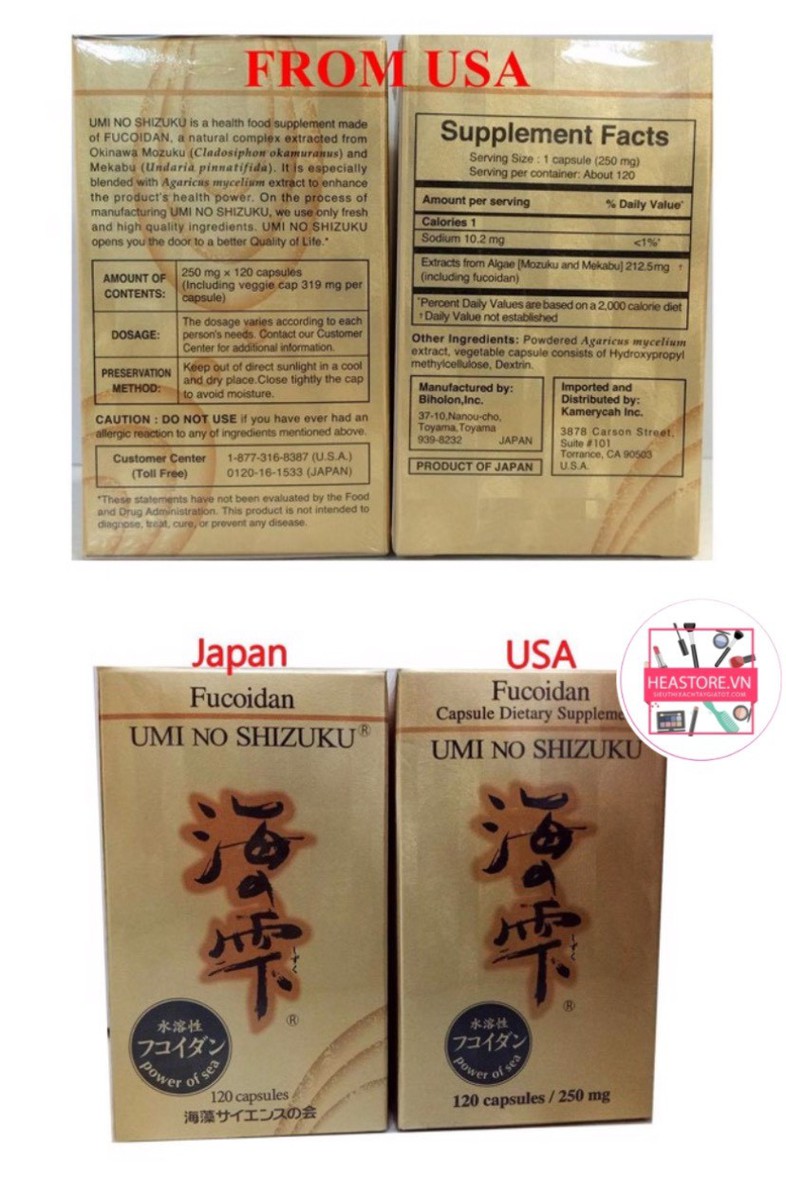 FROM USA
UMI NO SHIZUKU is a health food supplement made
of FUCOIDAN, a natural complex extracted from
Okinawa Mozuku (Cladosiphon okamuranus) and
Mekabu (Undaria pinnatifida). It is especially
blended with Agaricus mycelium extract to enhance
the product's health power. On the process of
manufacturing UMI NO SHIZUKU, we use only fresh
and high quality ingredients. UMI NO SHIZUKU
opens you the door to a better Quality of Life.*
AMOUNT OF
CONTENTS:
250 mg × 120 capsules
(Including veggie cap 319 mg per
capsule)
DOSAGE:
The dosage varies according to each
person's needs. Contact our Customer
Center for additional information.
PRESERVATION
METHOD:
Keep out of direct sunlight in a cool
and dry place.Close tightly the cap
to avoid moisture.
CAUTION : DO NOT USE if you have ever had an
allergic reaction to any of ingredients mentioned above.
Customer Center
(Toll Free)
1-877-316-8387 (U.S.A.)
0120-16-1533 (JAPAN)
*These statements have not been evaluated by the Food
and Drug Administration. This product is not intended to
diagnose, treat, cure, or prevent any disease.
Supplement Facts
Serving Size : 1 capsule (250 mg)
Serving per container: About 120
Amount per serving % Daily Value*
Calories 1
Sodium 10.2 mg <1%*
Extracts from Algae [Mozuku and Mekabu] 212.5mg †
(including fucoidan)
*Percent Daily Values are based on a 2,000 calorie diet
†Daily Value not established
Other Ingredients: Powdered Agaricus mycelium
extract, vegetable capsule consists of Hydroxypropyl
methylcellulose, Dextrin.
Manufactured by:
Biholon,Inc.
37-10,Nanou-cho,
Toyama,Toyama
939-8232 JAPAN
PRODUCT OF JAPAN
Imported and
Distributed by:
Kamerycah Inc.
3878 Carson Street,
Suite #101
Torrance, CA 90503
U.S.A.
Japan
Fucoidan
UMI NO SHIZUKU®
海の雫
しずく
®
水溶性
フコイダン
power of sea
120 capsules
海藻サイエンスの会
USA
Fucoidan
Capsule Dietary Suppleme
UMI NO SHIZUKU
海の雫
しずく
®
水溶性
フコイダン
power of sea
120 capsules / 250 mg
HEASTORE.VN
SIEUTHIXACHTAYGIATOT.COM